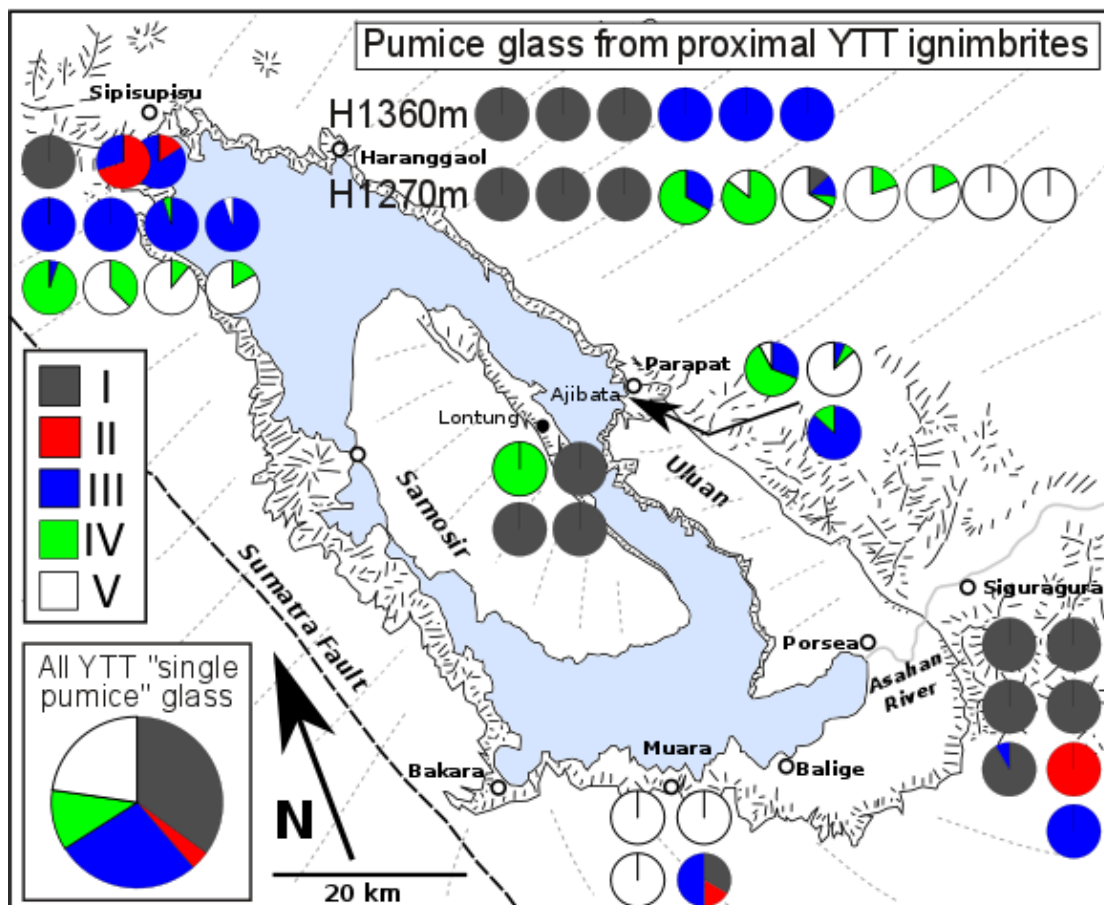 Pumice glass from proximal YTT ignimbrites
Sipisupisu
H1360m
Haranggaol
H1270m
Parapat
Ajibata
Lontung
I
II
III
IV
V
Samosir
Uluan
Sumatra Fault
Siguragura
Porsea
Asahan
River
All YTT "single
pumice" glass
Muara
Bakara
Balige
N
20 km